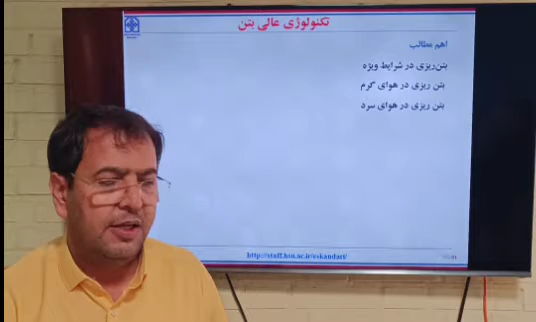 تکنولوژی عالی بتن
اهم مطالب
بتن‌ریزی در شرایط ویژه
بتن ریزی در هوای گرم
بتن ریزی در هوای سرد
http://staff.hsu.ac.ir/eskandari/